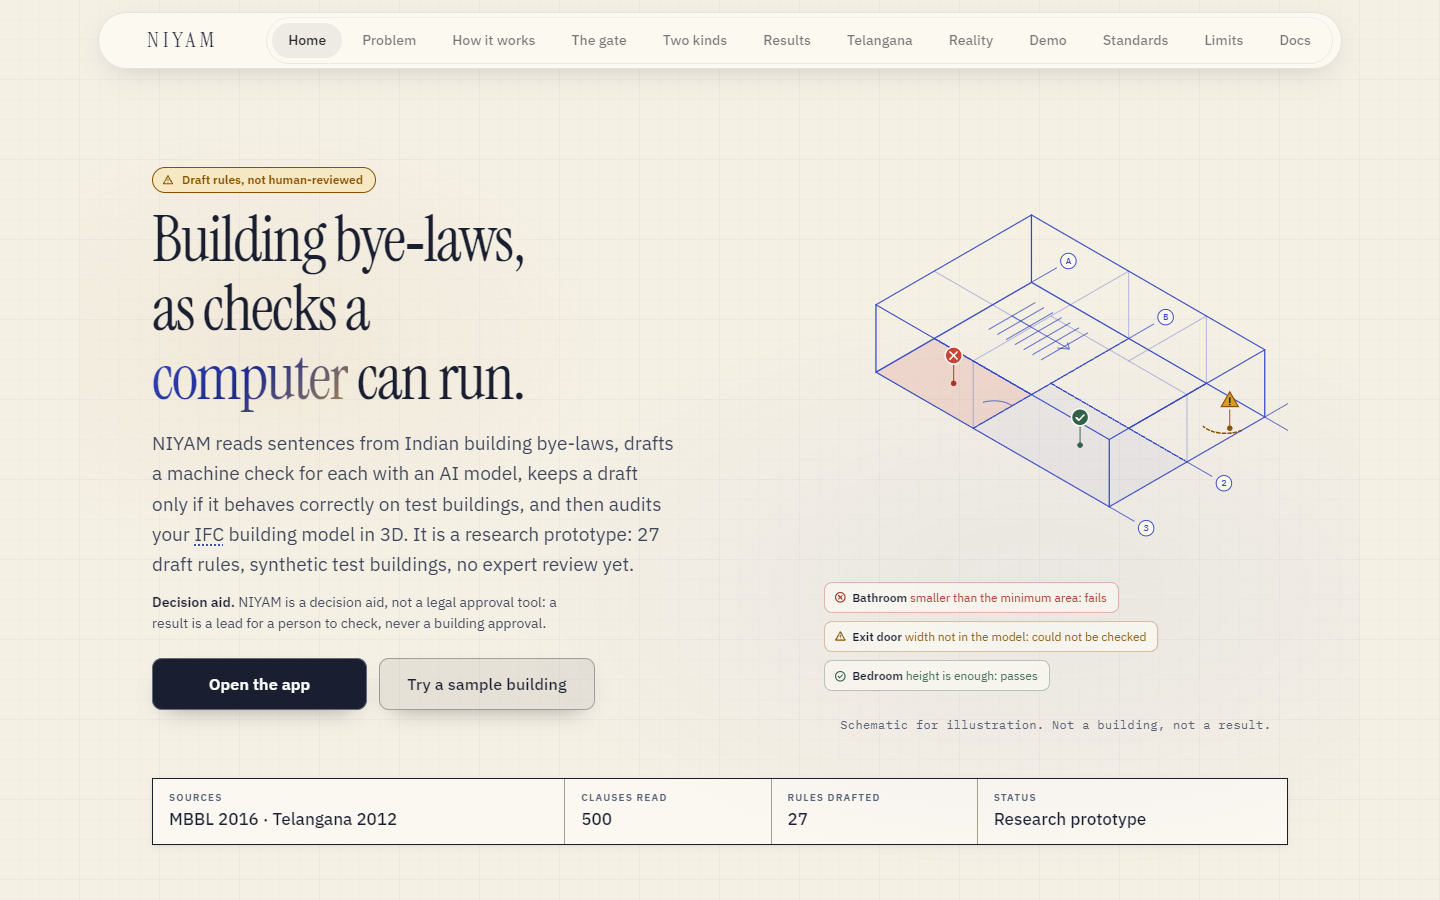 NIYAM
Home Problem How it works The gate Two kinds Results Telangana Reality Demo Standards Limits Docs
Draft rules, not human-reviewed
Building bye-laws,
as checks a
computer can run.
NIYAM reads sentences from Indian building bye-laws, drafts
a machine check for each with an AI model, keeps a draft
only if it behaves correctly on test buildings, and then audits
your IFC building model in 3D. It is a research prototype: 27
draft rules, synthetic test buildings, no expert review yet.
Decision aid. NIYAM is a decision aid, not a legal approval tool: a
result is a lead for a person to check, never a building approval.
Open the app
Try a sample building
A
B
2
3
Bathroom smaller than the minimum area: fails
Exit door width not in the model: could not be checked
Bedroom height is enough: passes
Schematic for illustration. Not a building, not a result.
SOURCES
MBBL 2016 · Telangana 2012
CLAUSES READ
500
RULES DRAFTED
27
STATUS
Research prototype